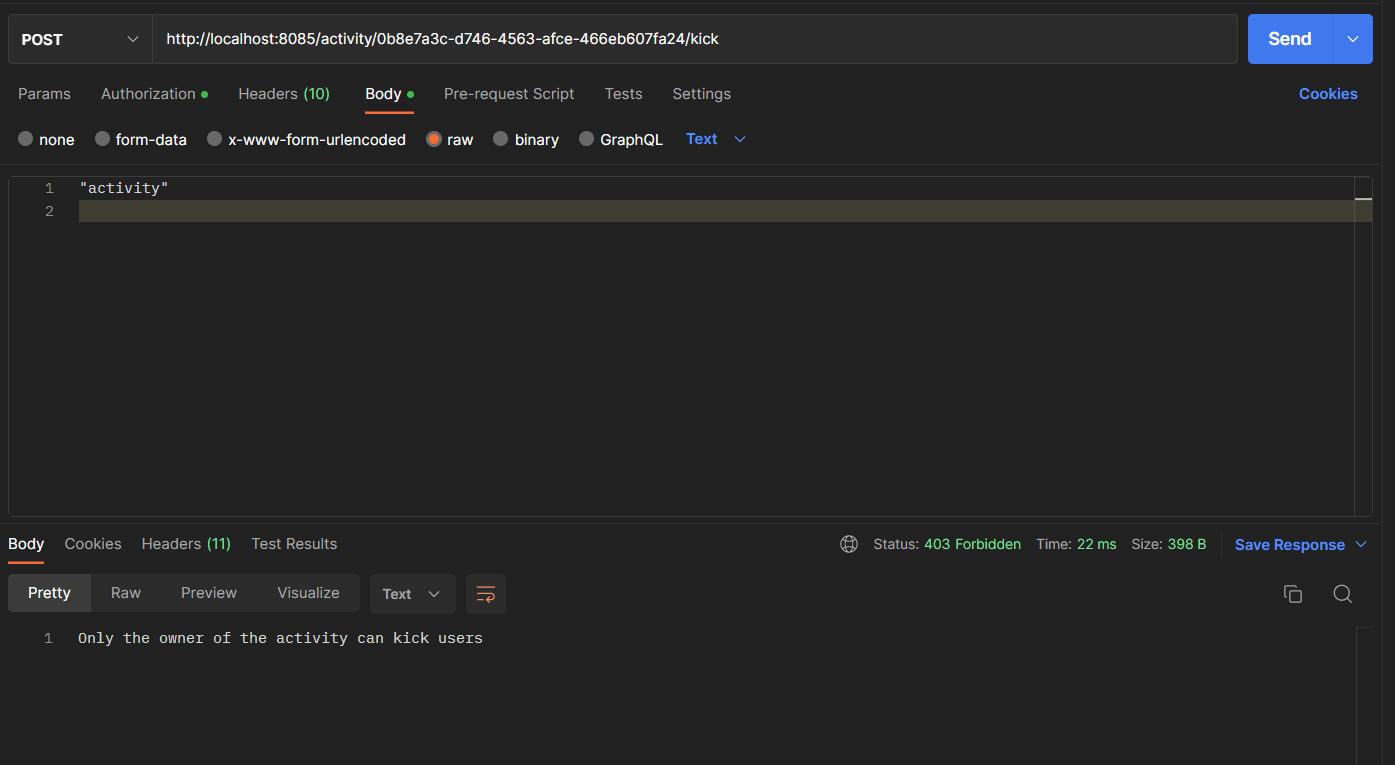 POST http://localhost:8085/activity/0b8e7a3c-d746-4563-afce-466eb607fa24/kick Send
Params Authorization Headers (10) Body Pre-request Script Tests Settings Cookies
none form-data x-www-form-urlencoded raw binary GraphQL Text
1 "activity"
2
Body Cookies Headers (11) Test Results Status: 403 Forbidden Time: 22 ms Size: 398 B Save Response
Pretty Raw Preview Visualize Text
1 Only the owner of the activity can kick users